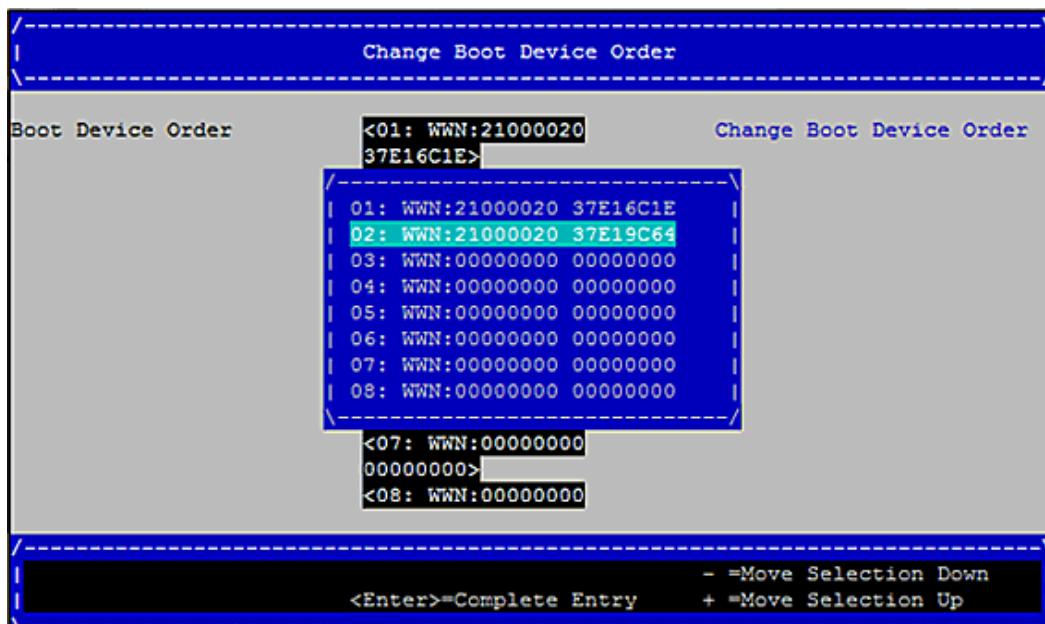 Change Boot Device Order
Boot Device Order
<01: WWN:21000020
37E16C1E>
Change Boot Device Order
01: WWN:21000020 37E16C1E
02: WWN:21000020 37E19C64
03: WWN:00000000 00000000
04: WWN:00000000 00000000
05: WWN:00000000 00000000
06: WWN:00000000 00000000
07: WWN:00000000 00000000
08: WWN:00000000 00000000
<07: WWN:00000000
00000000>
<08: WWN:00000000
- =Move Selection Down
<Enter>=Complete Entry + =Move Selection Up